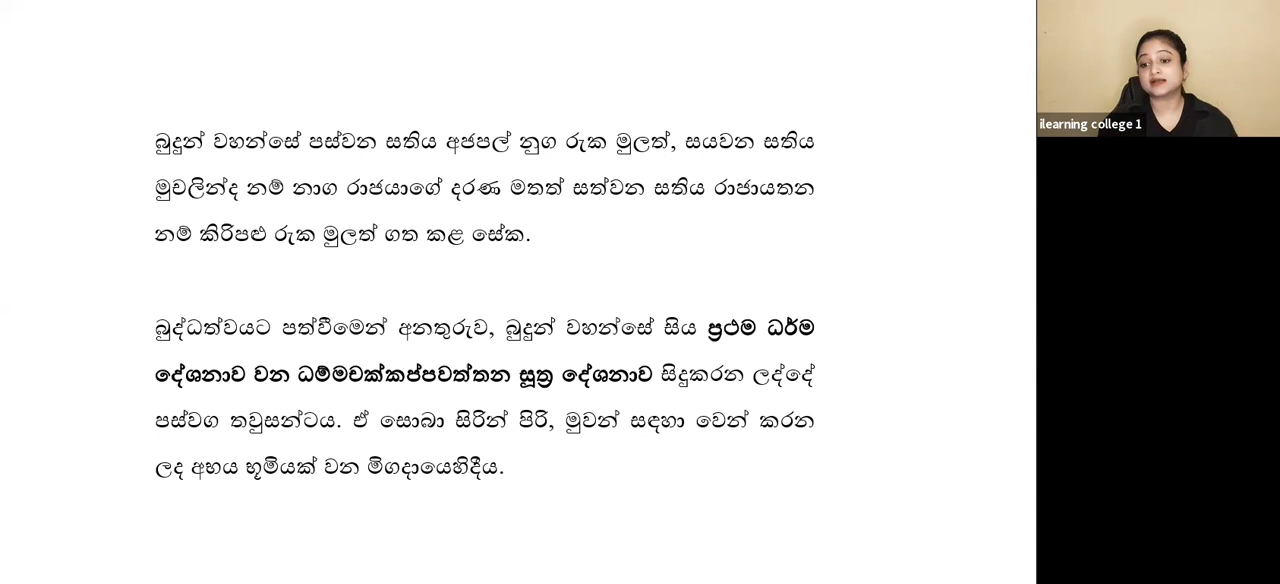 බුදුන් වහන්සේ පස්වන සතිය අජපල් නුග රුක මුලත්, සයවන සතිය
මුචලින්ද නම් නාග රාජයාගේ දරණ මතත් සත්වන සතිය රාජායතන
නම් කිරිපළු රුක මුලත් ගත කළ සේක.
බුද්ධත්වයට පත්වීමෙන් අනතුරුව, බුදුන් වහන්සේ සිය ප්‍රථම ධර්ම
දේශනාව වන ධම්මචක්කප්පවත්තන සූත්‍ර දේශනාව සිදුකරන ලද්දේ
පස්වග තවුසන්ටය. ඒ සොබා සිරින් පිරි, මුවන් සඳහා වෙන් කරන
ලද අභය භූමියක් වන මිගදායෙහිදීය.
ilearning college 1